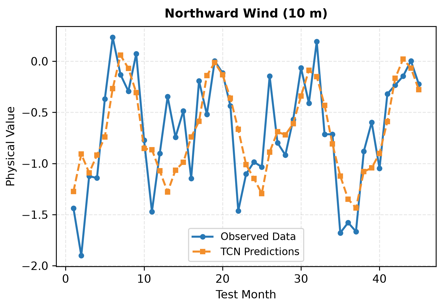 Northward Wind (10 m)
Physical Value
0.0
−0.5
−1.0
−1.5
−2.0
Observed Data
TCN Predictions
0 10 20 30 40
Test Month